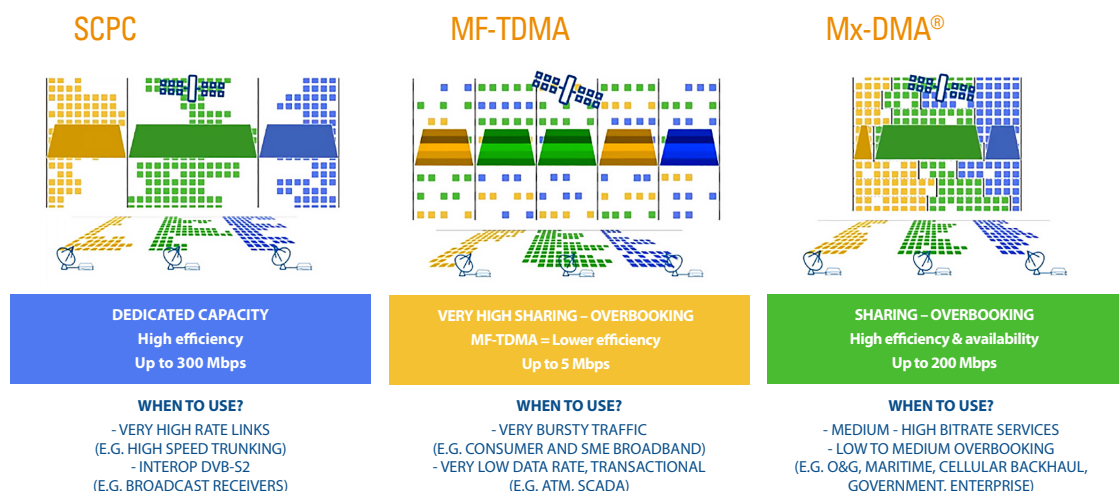 SCPC
MF-TDMA
Mx-DMA®
DEDICATED CAPACITY
High efficiency
Up to 300 Mbps
VERY HIGH SHARING – OVERBOOKING
MF-TDMA = Lower efficiency
Up to 5 Mbps
SHARING – OVERBOOKING
High efficiency & availability
Up to 200 Mbps
WHEN TO USE?
- VERY HIGH RATE LINKS
(E.G. HIGH SPEED TRUNKING)
- INTEROP DVB-S2
(E.G. BROADCAST RECEIVERS)
WHEN TO USE?
- VERY BURSTY TRAFFIC
(E.G. CONSUMER AND SME BROADBAND)
- VERY LOW DATA RATE, TRANSACTIONAL
(E.G. ATM, SCADA)
WHEN TO USE?
- MEDIUM - HIGH BITRATE SERVICES
- LOW TO MEDIUM OVERBOOKING
(E.G. O&G, MARITIME, CELLULAR BACKHAUL,
GOVERNMENT, ENTERPRISE)